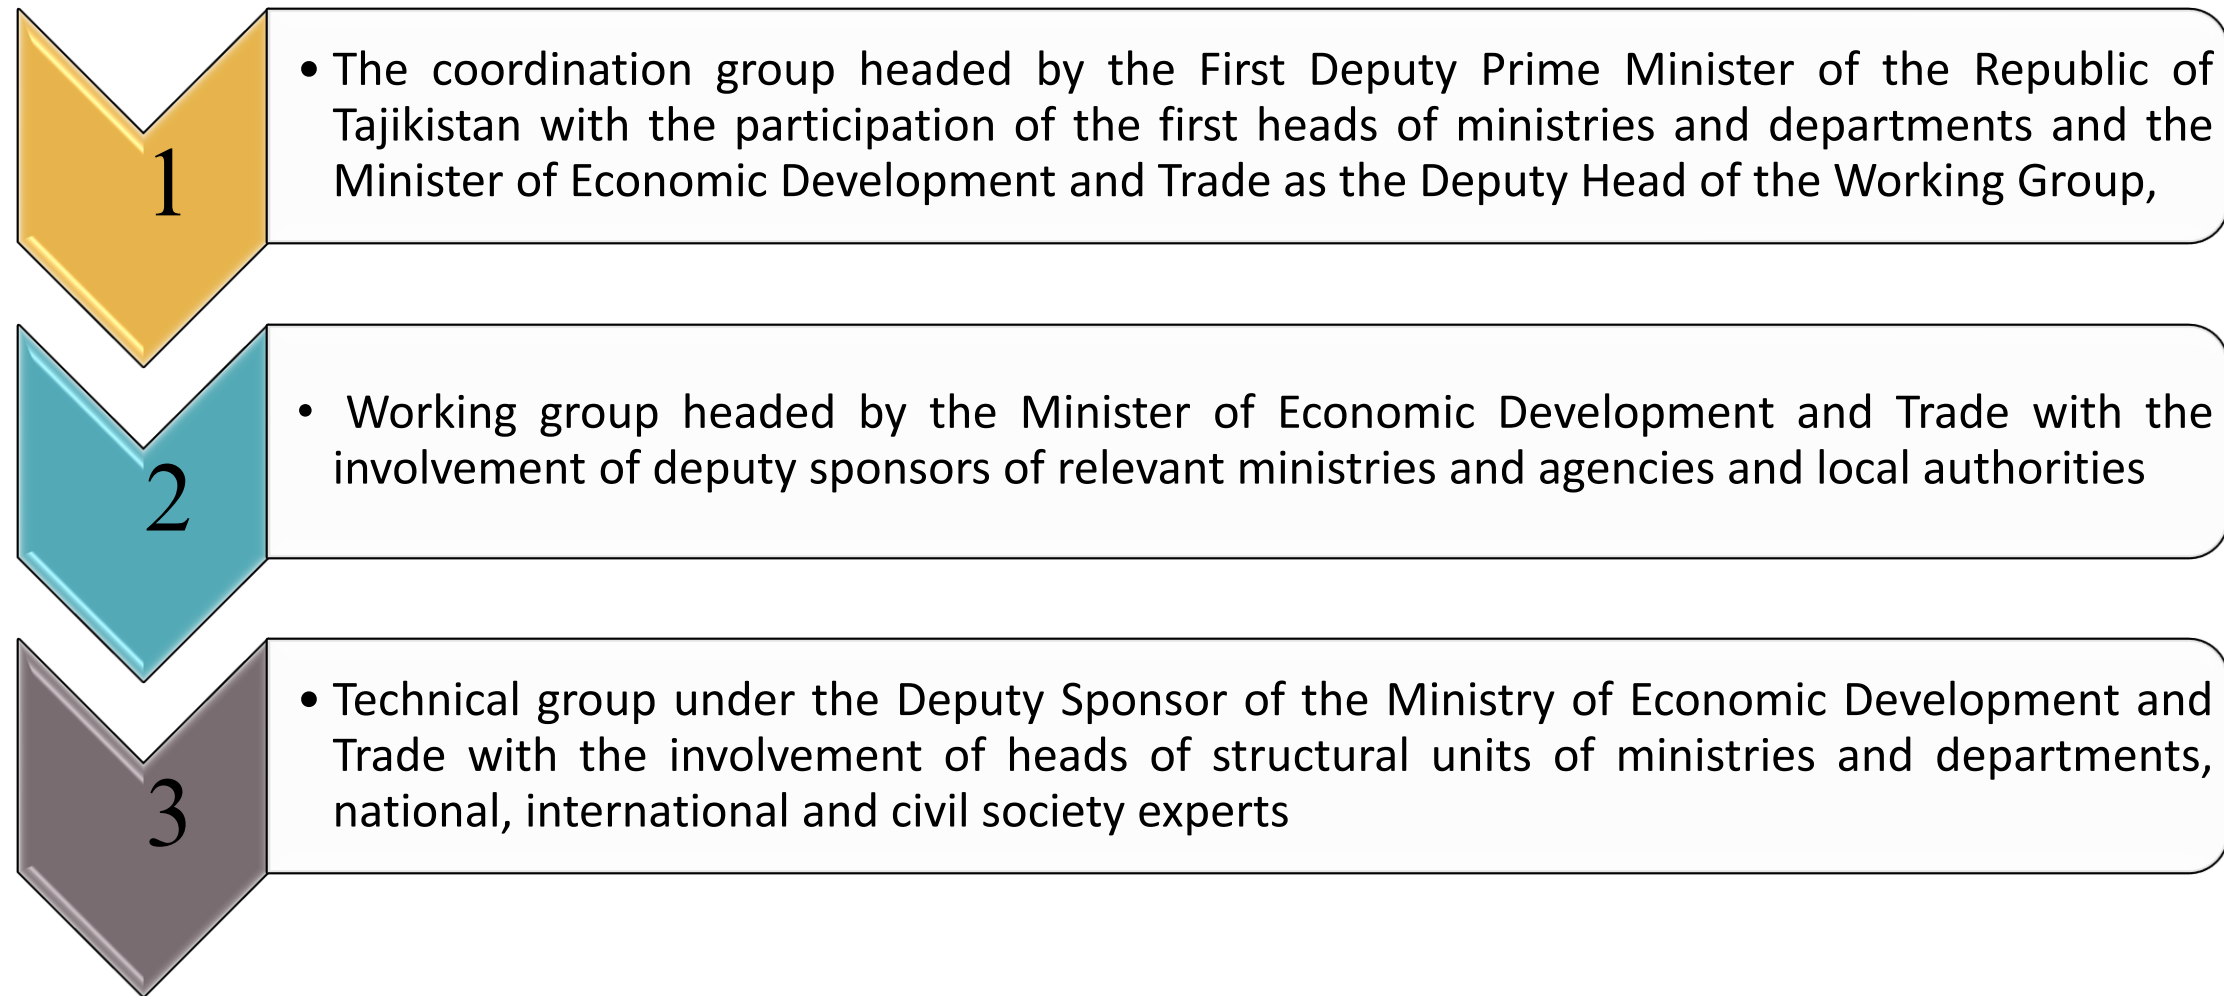 1
• The coordination group headed by the First Deputy Prime Minister of the Republic of
Tajikistan with the participation of the first heads of ministries and departments and the
Minister of Economic Development and Trade as the Deputy Head of the Working Group,
2
• Working group headed by the Minister of Economic Development and Trade with the
involvement of deputy sponsors of relevant ministries and agencies and local authorities
3
• Technical group under the Deputy Sponsor of the Ministry of Economic Development and
Trade with the involvement of heads of structural units of ministries and departments,
national, international and civil society experts